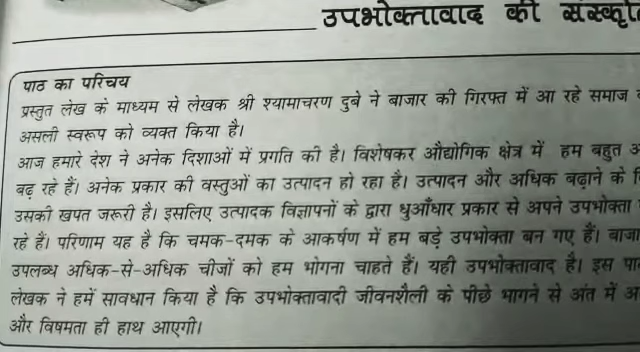 उपभोक्तावाद की
पाठ का परिचय
प्रस्तुत लेख के माध्यम से लेखक श्री श्यामाचरण दुबे ने बाजार की गिरफ्त में आ रहे समाज
असली स्वरूप को व्यक्त किया है।
आज हमारे देश ने अनेक दिशाओं में प्रगति की है। विशेषकर औद्योगिक क्षेत्र में हम बहुत
बढ़ रहे हैं। अनेक प्रकार की वस्तुओं का उत्पादन हो रहा है। उत्पादन और अधिक बढ़ाने के
उसकी खपत जरूरी है। इसलिए उत्पादक विज्ञापनों के द्वारा धुआँधार प्रकार से अपने उपभोक्ता
रहे हैं। परिणाम यह है कि चमक-दमक के आकर्षण में हम बड़े उपभोक्ता बन गए हैं।
उपलब्ध अधिक-से-अधिक चीजों को हम भोगना चाहते हैं। यही उपभोक्तावाद है। इस
लेखक ने हमें सावधान किया है कि उपभोक्तावादी जीवनशैली के पीछे भागने से अंत में
और विषमता ही हाथ आएगी।